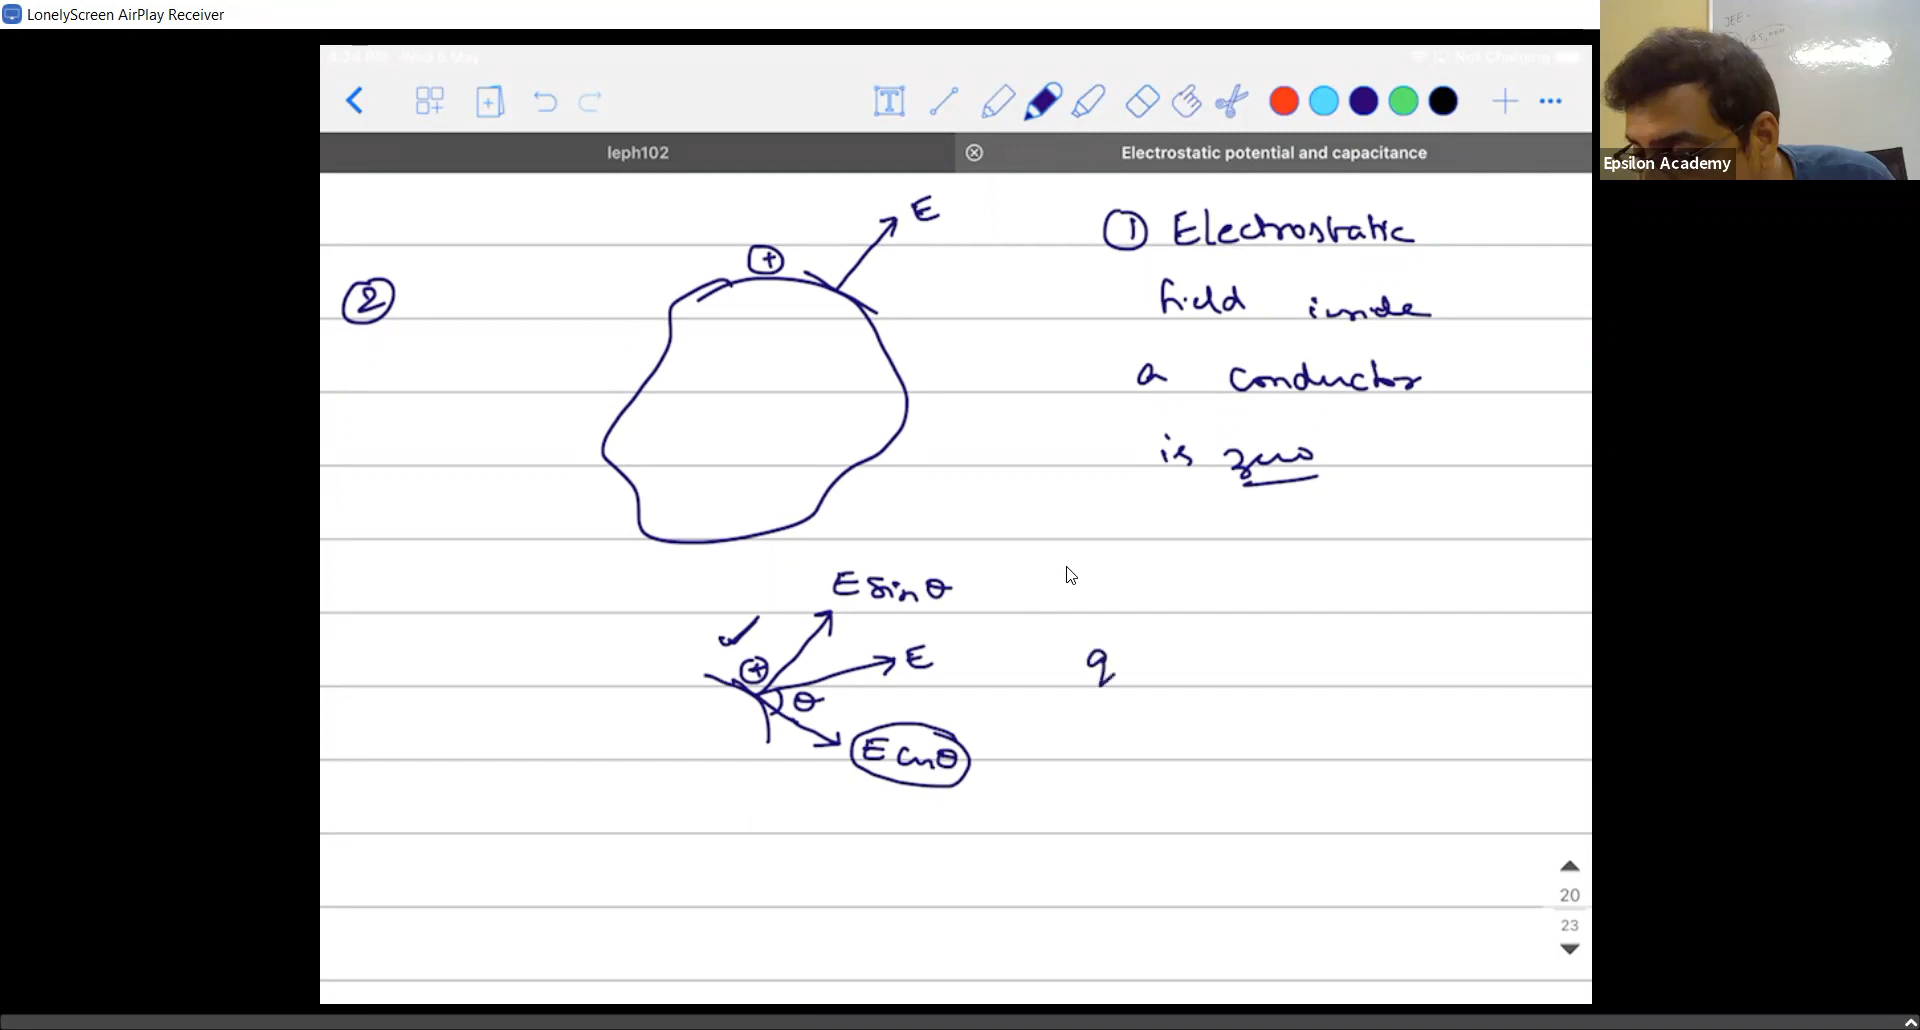 LonelyScreen AirPlay Receiver
JEE-
Epsilon Academy
T
leph102
Electrostatic potential and capacitance
② 
+
E
① Electrostatic
field inside
a conductor
is zero
E sin θ
+
E
θ
E cos θ
q
20
23